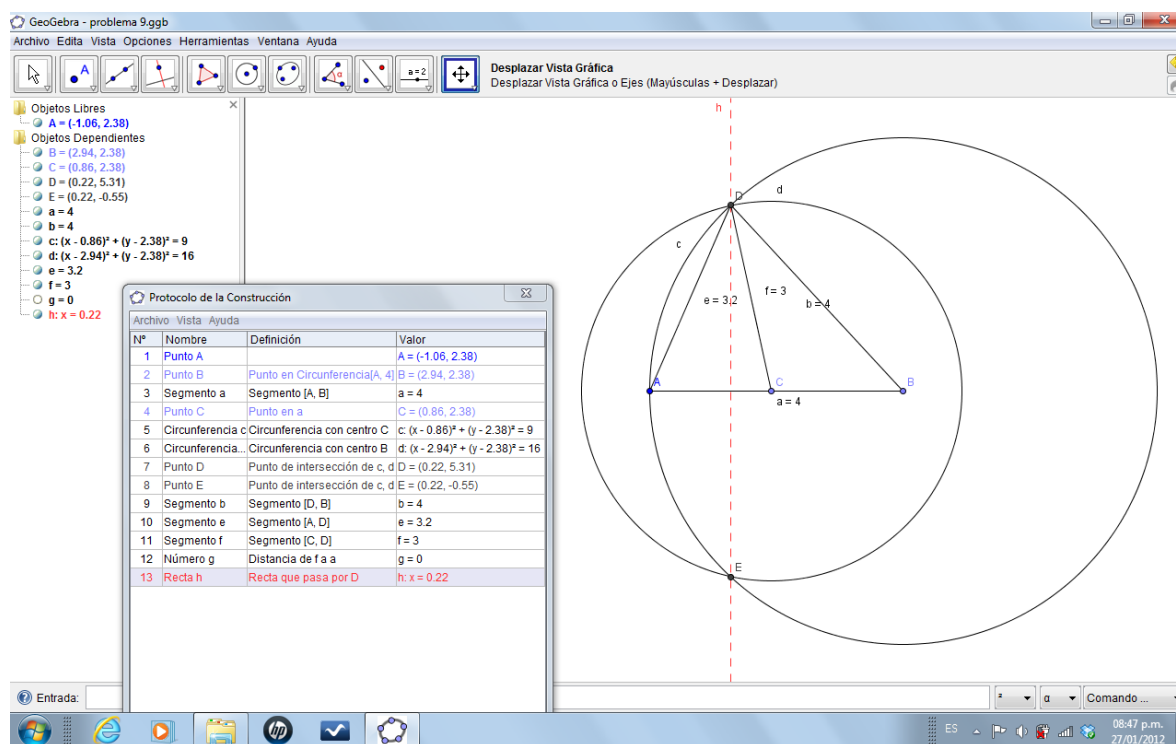 GeoGebra - problema 9.ggb
Archivo Edita Vista Opciones Herramientas Ventana Ayuda
A
α
a=2
Desplazar Vista Gráfica
Desplazar Vista Gráfica o Ejes (Mayúsculas + Desplazar)
Objetos Libres
A = (-1.06, 2.38)
Objetos Dependientes
B = (2.94, 2.38)
C = (0.86, 2.38)
D = (0.22, 5.31)
E = (0.22, -0.55)
a = 4
b = 4
c: (x - 0.86)² + (y - 2.38)² = 9
d: (x - 2.94)² + (y - 2.38)² = 16
e = 3.2
f = 3
g = 0
h: x = 0.22
h
D
d
c
e = 3.2
f = 3
b = 4
A
C
B
a = 4
E
Protocolo de la Construcción
Archivo Vista Ayuda
Nº Nombre Definición Valor
1 Punto A A = (-1.06, 2.38)
2 Punto B Punto en Circunferencia[A, 4] B = (2.94, 2.38)
3 Segmento a Segmento [A, B] a = 4
4 Punto C Punto en a C = (0.86, 2.38)
5 Circunferencia c Circunferencia con centro C c: (x - 0.86)² + (y - 2.38)² = 9
6 Circunferencia... Circunferencia con centro B d: (x - 2.94)² + (y - 2.38)² = 16
7 Punto D Punto de intersección de c, d D = (0.22, 5.31)
8 Punto E Punto de intersección de c, d E = (0.22, -0.55)
9 Segmento b Segmento [D, B] b = 4
10 Segmento e Segmento [A, D] e = 3.2
11 Segmento f Segmento [C, D] f = 3
12 Número g Distancia de f a a g = 0
13 Recta h Recta que pasa por D h: x = 0.22
Entrada:
² α Comando ...
hp
ES
08:47 p.m.
27/01/2012